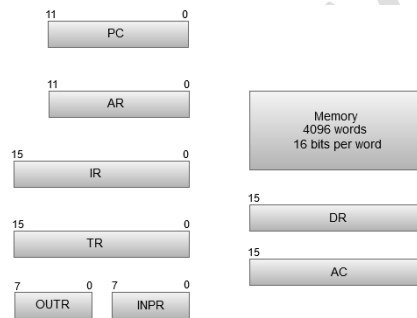 11 0
PC
11 0
AR
15 0
IR
15 0
TR
7 0 7 0
OUTR INPR
Memory
4096 words
16 bits per word
15
DR
15
AC